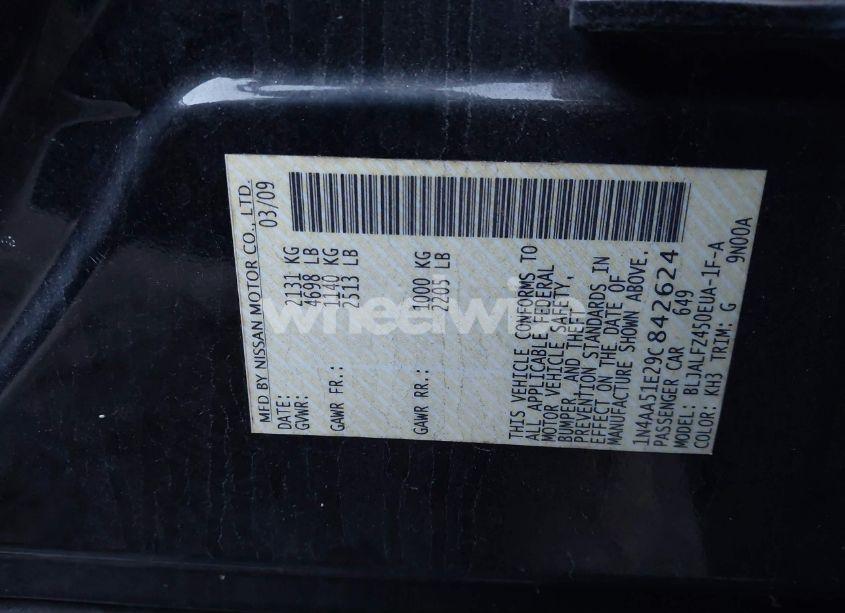 MFD BY NISSAN MOTOR CO., LTD.
DATE: 03/09
GVWR: 2131 KG
4698 LB
GAWR FR.: 1140 KG
2513 LB
GAWR RR.: 1000 KG
2205 LB
THIS VEHICLE CONFORMS TO
ALL APPLICABLE FEDERAL
MOTOR VEHICLE SAFETY,
BUMPER, AND THEFT
PREVENTION STANDARDS IN
EFFECT ON THE DATE OF
MANUFACTURE SHOWN ABOVE.
1N4AA51E29C842624
PASSENGER CAR 649
MODEL: BLJALFZ450EUA-1F-A
COLOR: KH3 TRIM: G 9N00A
wheelwise